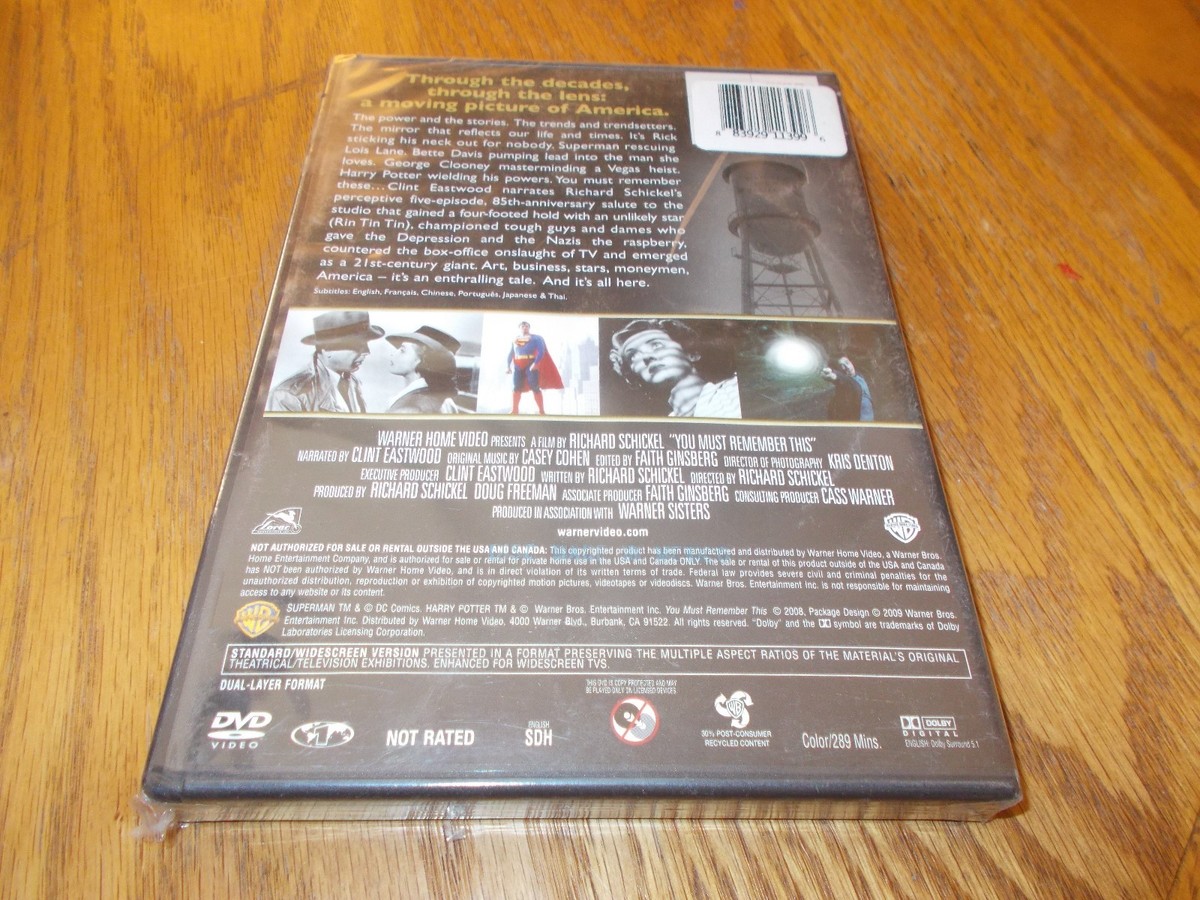 Through the decades,
through the lens:
a moving picture of America.
The power and the stories. The trends and trendsetters.
The mirror that reflects our life and times. It's Rick
sticking his neck out for nobody. Superman rescuing
Lois Lane. Bette Davis pumping lead into the man she
loves. George Clooney masterminding a Vegas heist.
Harry Potter wielding his powers. You must remember
these... Clint Eastwood narrates Richard Schickel's
perceptive five-episode, 85th-anniversary salute to the
studio that gained a four-footed hold with an unlikely star
(Rin Tin Tin), championed tough guys and dames who
gave the Depression and the Nazis the raspberry,
countered the box-office onslaught of TV and emerged
as a 21st-century giant. Art, business, stars, moneymen,
America – it's an enthralling tale. And it's all here.
Subtitles: English, Français, Chinese, Português, Japanese & Thai.
8 83929 11399 6
WARNER HOME VIDEO PRESENTS A FILM BY RICHARD SCHICKEL "YOU MUST REMEMBER THIS"
NARRATED BY CLINT EASTWOOD ORIGINAL MUSIC BY CASEY COHEN EDITED BY FAITH GINSBERG DIRECTOR OF PHOTOGRAPHY KRIS DENTON
EXECUTIVE PRODUCER CLINT EASTWOOD WRITTEN BY RICHARD SCHICKEL DIRECTED BY RICHARD SCHICKEL
PRODUCED BY RICHARD SCHICKEL DOUG FREEMAN ASSOCIATE PRODUCER FAITH GINSBERG CONSULTING PRODUCER CASS WARNER
PRODUCED IN ASSOCIATION WITH WARNER SISTERS
Lorac
warnervideo.com
NOT AUTHORIZED FOR SALE OR RENTAL OUTSIDE THE USA AND CANADA: This copyrighted product has been manufactured and distributed by Warner Home Video, a Warner Bros.
Home Entertainment Company, and is authorized for sale or rental for private home use in the USA and Canada ONLY. The sale or rental of this product outside of the USA and Canada
has NOT been authorized by Warner Home Video, and is in direct violation of its written terms of trade. Federal law provides severe civil and criminal penalties for the
unauthorized distribution, reproduction or exhibition of copyrighted motion pictures, videotapes or videodiscs. Warner Bros. Entertainment Inc. is not responsible for maintaining
access to any website or its content.
SUPERMAN TM & © DC Comics. HARRY POTTER TM & © Warner Bros. Entertainment Inc. You Must Remember This © 2008, Package Design © 2009 Warner Bros.
Entertainment Inc. Distributed by Warner Home Video, 4000 Warner Blvd., Burbank, CA 91522. All rights reserved. "Dolby" and the DD symbol are trademarks of Dolby
Laboratories Licensing Corporation.
STANDARD/WIDESCREEN VERSION PRESENTED IN A FORMAT PRESERVING THE MULTIPLE ASPECT RATIOS OF THE MATERIAL'S ORIGINAL
THEATRICAL/TELEVISION EXHIBITIONS. ENHANCED FOR WIDESCREEN TVS.
DUAL-LAYER FORMAT
THIS DVD IS COPY PROTECTED AND MAY
BE PLAYED ONLY ON LICENSED DEVICES
DVD
VIDEO
1
NOT RATED
ENGLISH
SDH
30% POST-CONSUMER
RECYCLED CONTENT
Color/289 Mins.
DOLBY
DIGITAL
ENGLISH: Dolby Surround 5.1